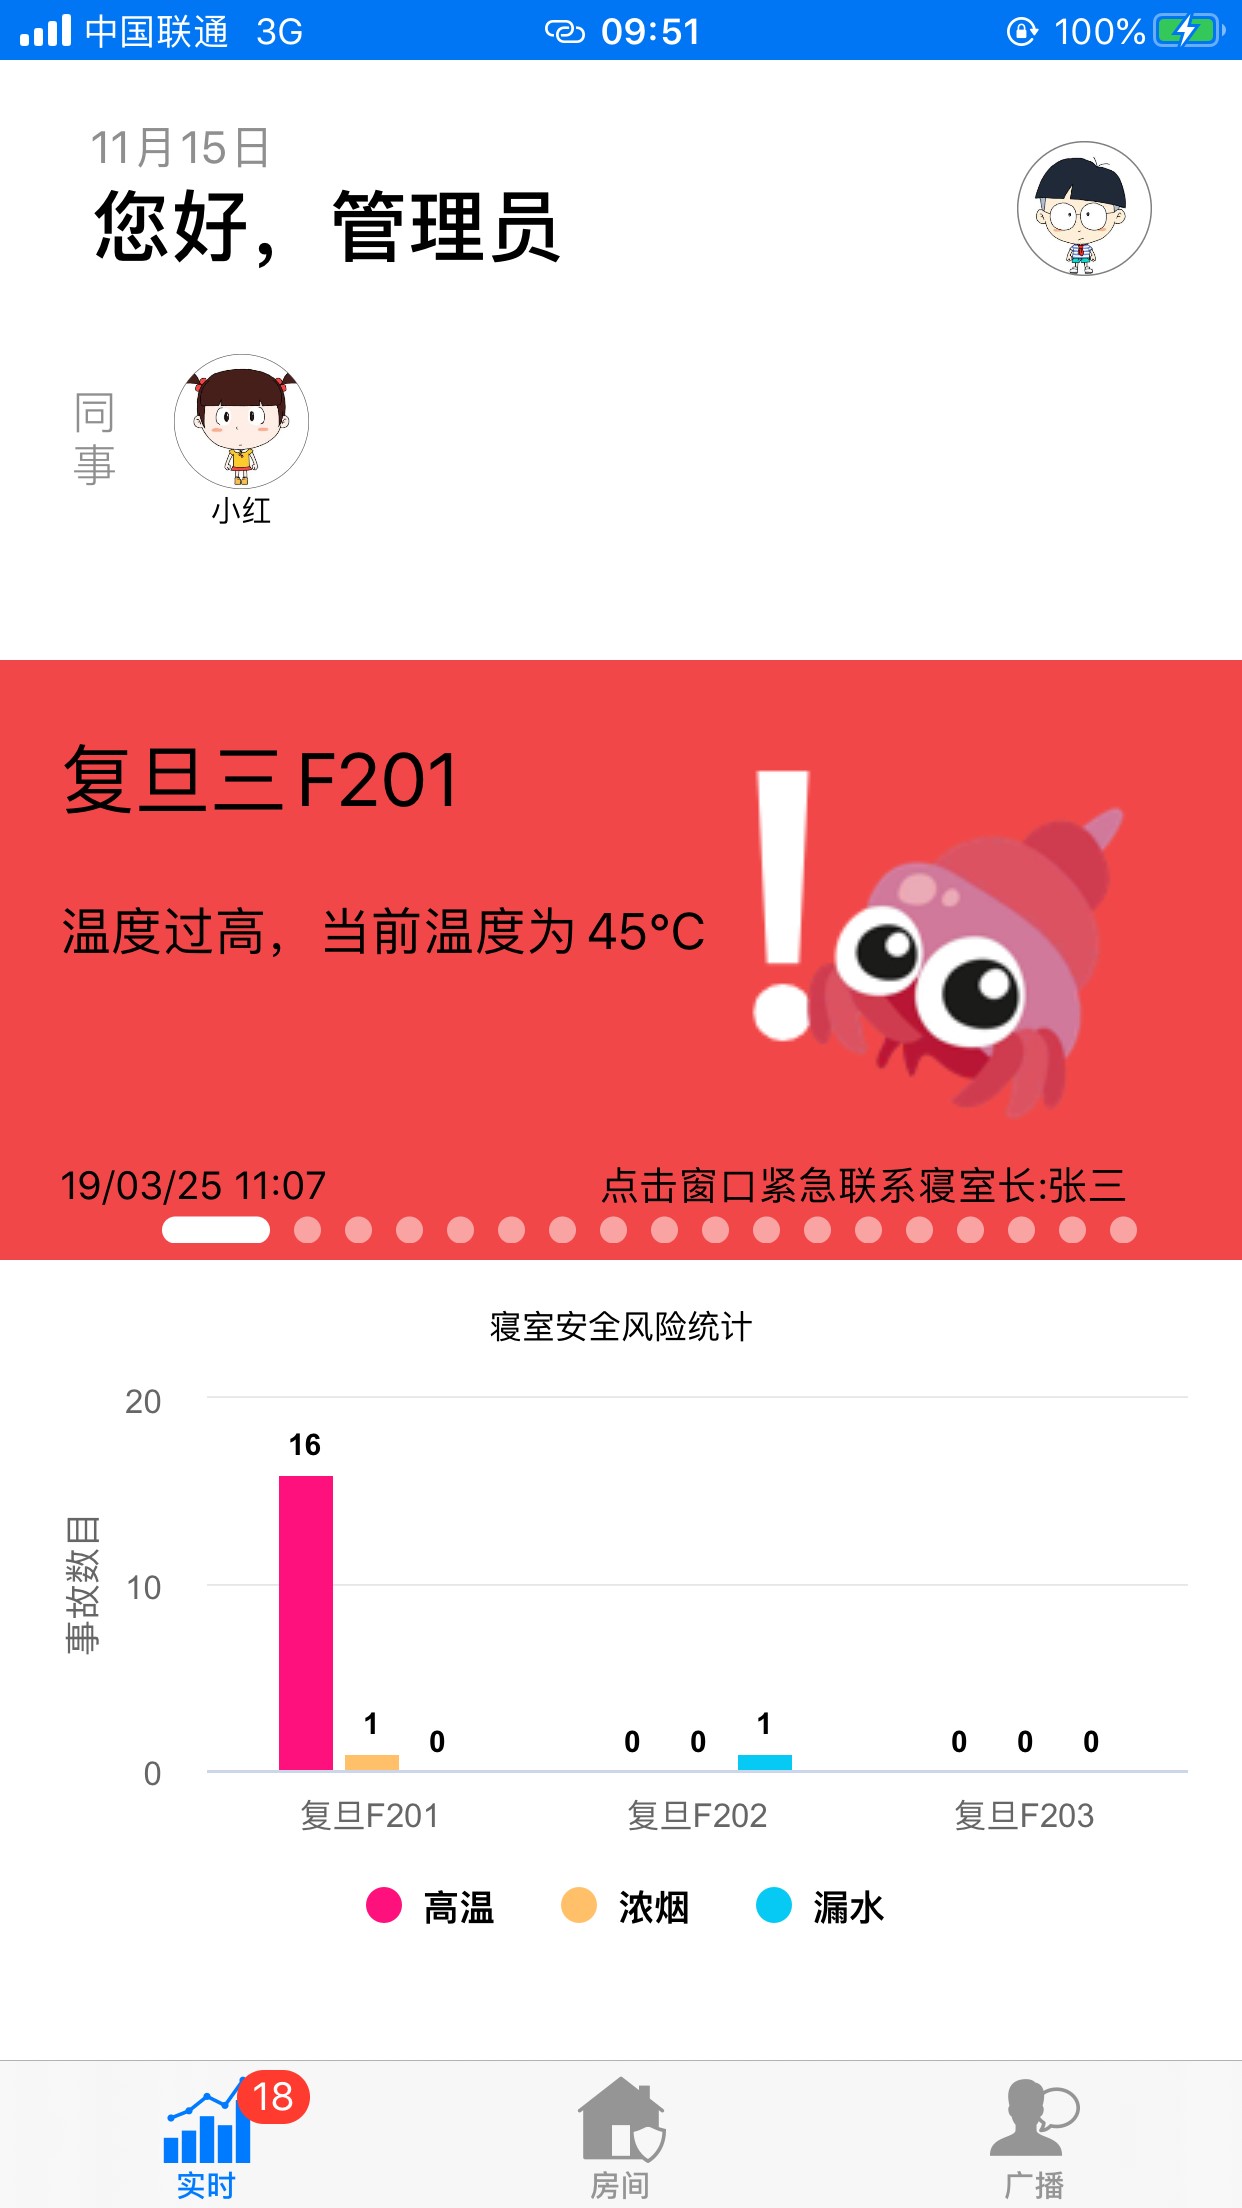 中国联通 3G 09:51 100%
11月15日
您好，管理员
同事
小红
复旦三F201
温度过高，当前温度为45°C
19/03/25 11:07 点击窗口紧急联系寝室长:张三
寝室安全风险统计
20
16
事故数目
10
1 0 0 0 1 0 0 0
0
复旦F201 复旦F202 复旦F203
高温 浓烟 漏水
18
实时 房间 广播